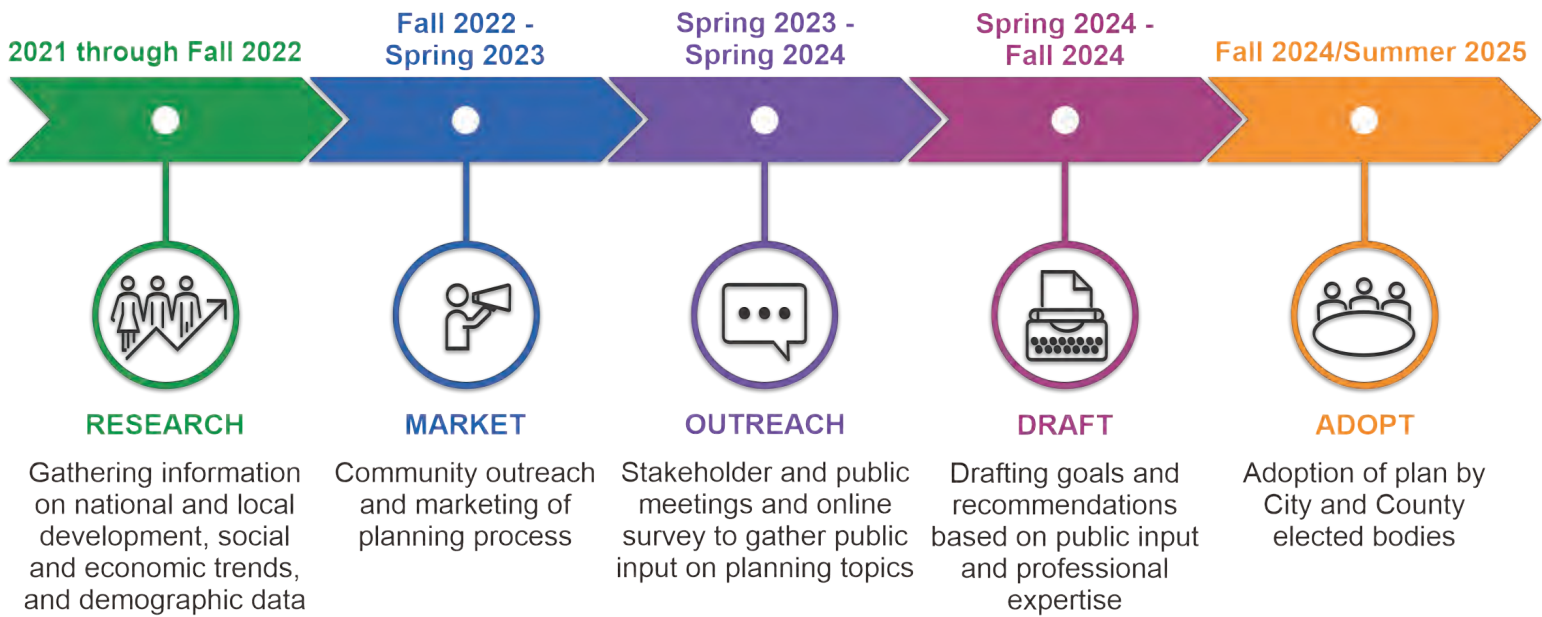 2021 through Fall 2022
Fall 2022 -
Spring 2023
Spring 2023 -
Spring 2024
Spring 2024 -
Fall 2024
Fall 2024/Summer 2025
RESEARCH
Gathering information
on national and local
development, social
and economic trends,
and demographic data
MARKET
Community outreach
and marketing of
planning process
OUTREACH
Stakeholder and public
meetings and online
survey to gather public
input on planning topics
DRAFT
Drafting goals and
recommendations
based on public input
and professional
expertise
ADOPT
Adoption of plan by
City and County
elected bodies